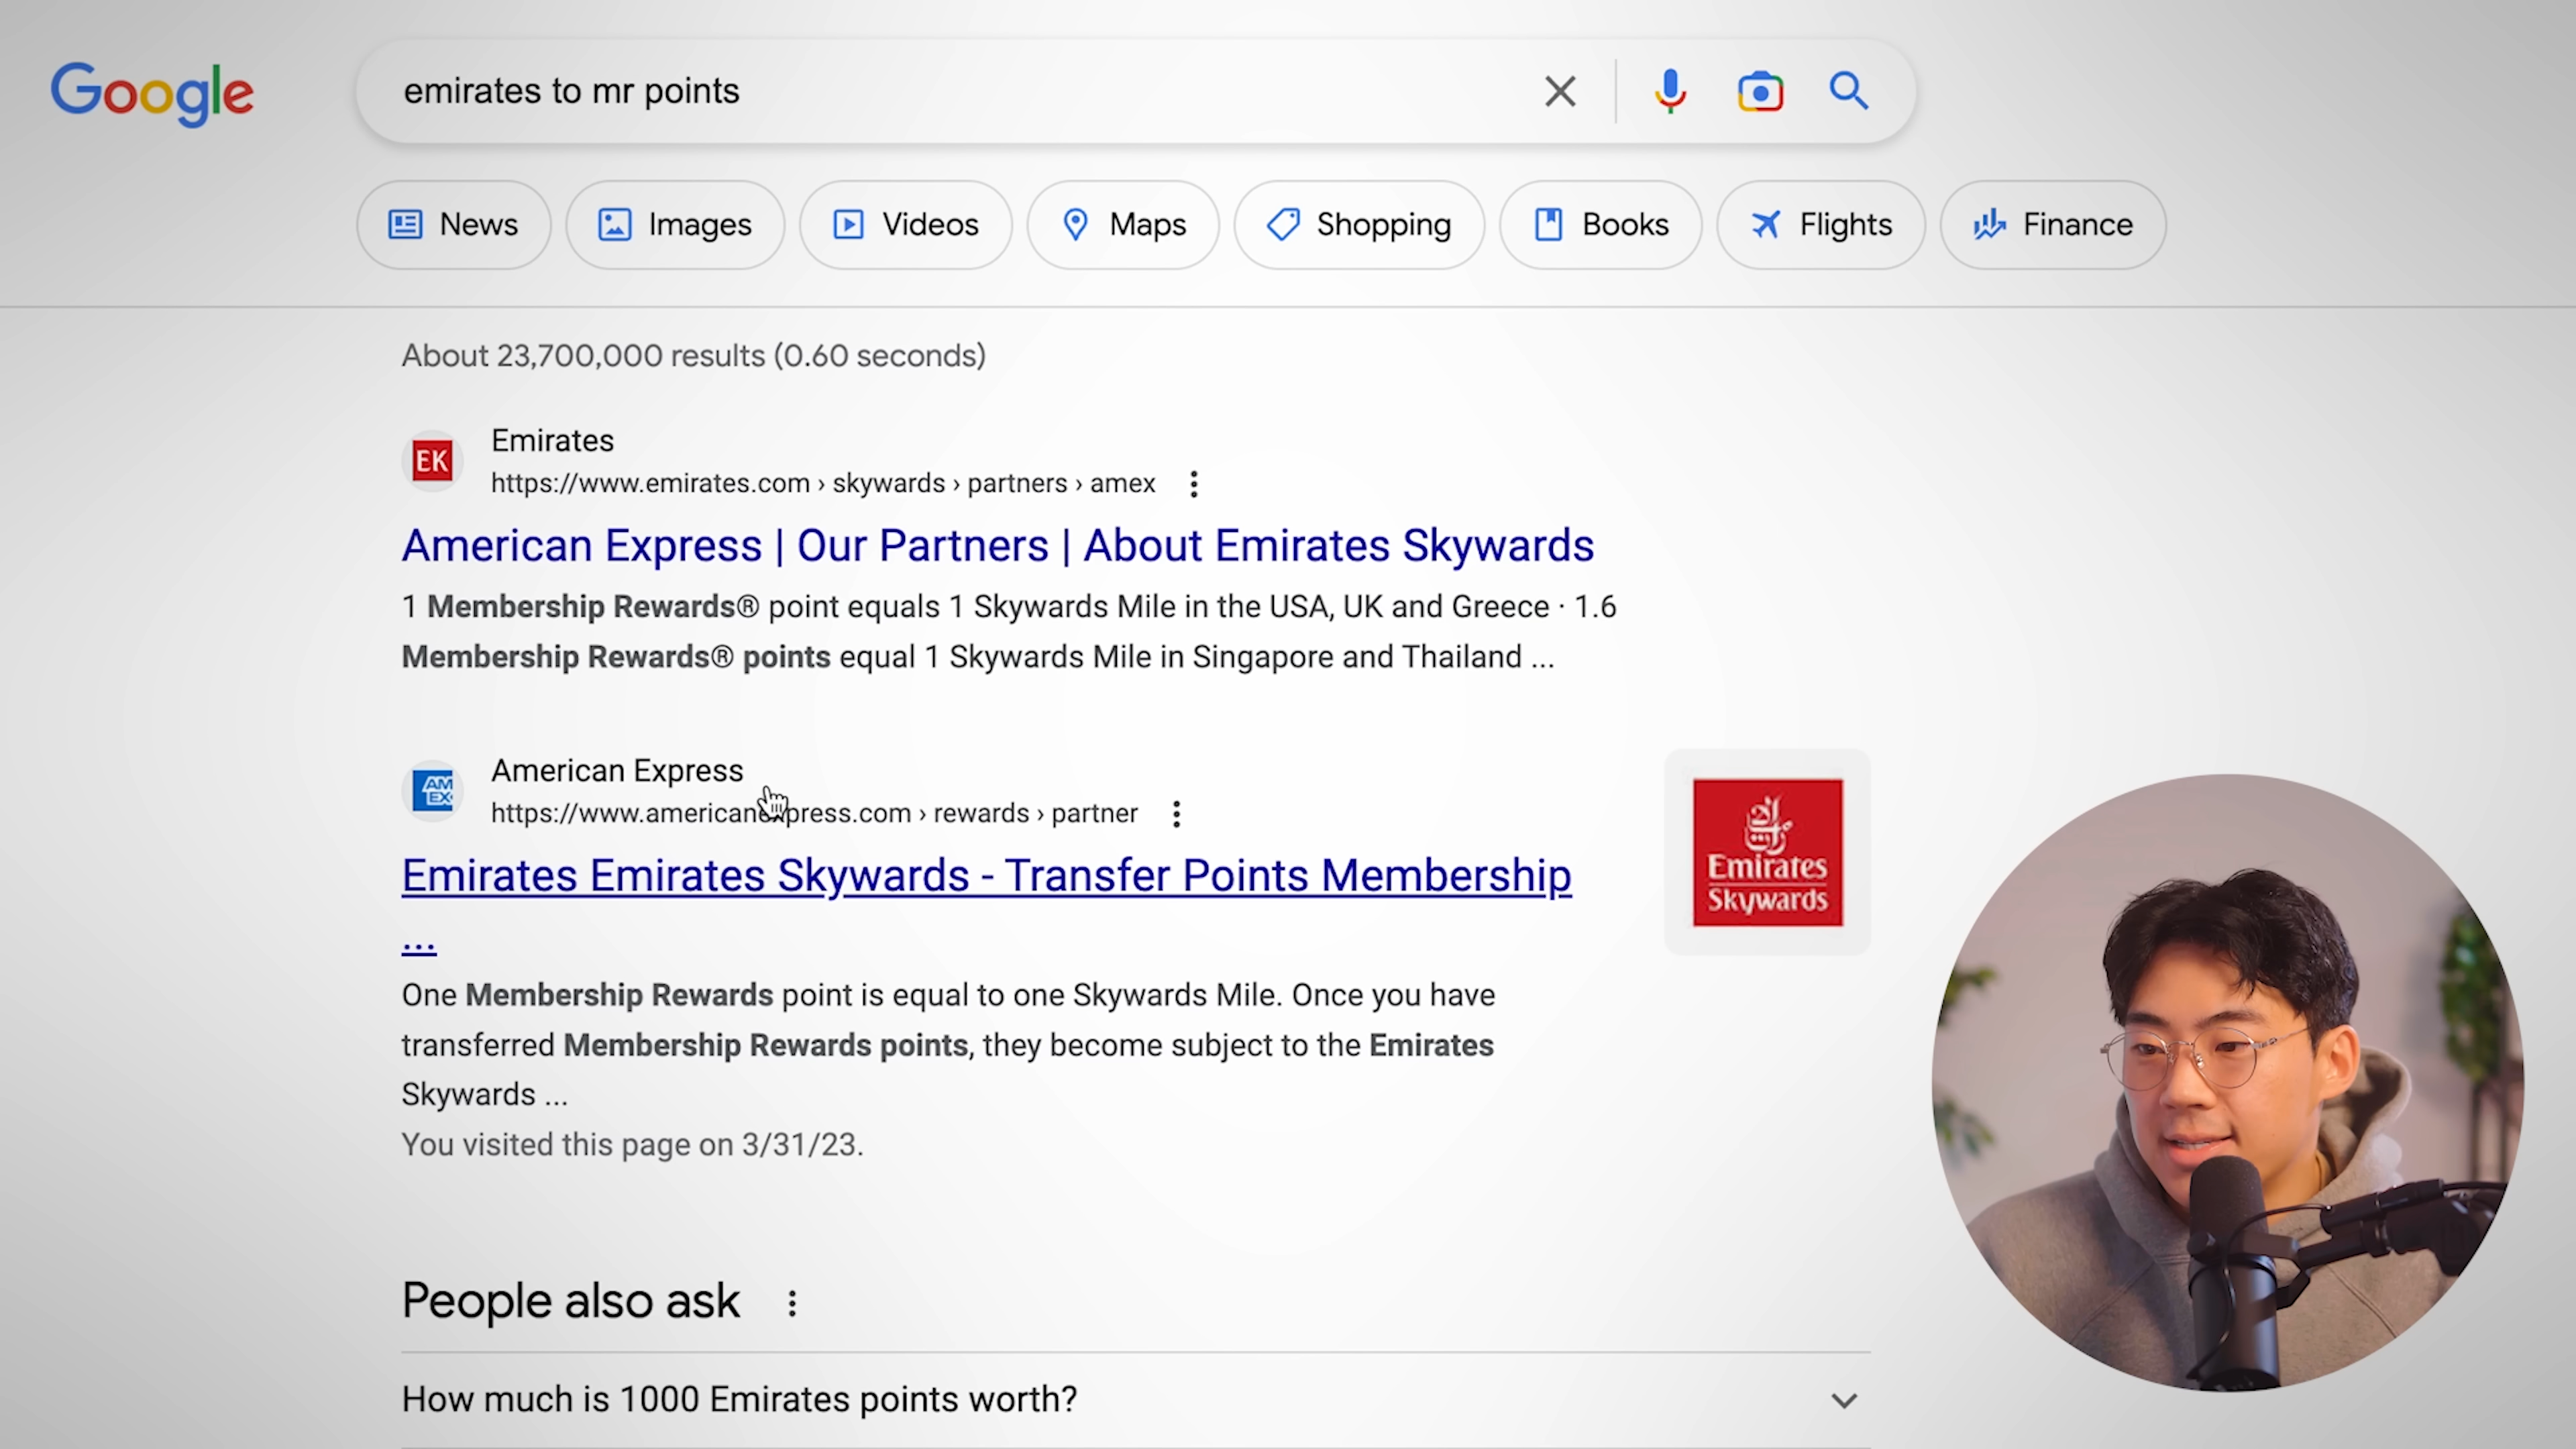 Google
emirates to mr points
News
Images
Videos
Maps
Shopping
Books
Flights
Finance
About 23,700,000 results (0.60 seconds)
EK
Emirates
https://www.emirates.com › skywards › partners › amex
American Express | Our Partners | About Emirates Skywards
1 Membership Rewards® point equals 1 Skywards Mile in the USA, UK and Greece · 1.6
Membership Rewards® points equal 1 Skywards Mile in Singapore and Thailand ...
AM
EX
American Express
https://www.americanexpress.com › rewards › partner
Emirates Emirates Skywards - Transfer Points Membership
...
One Membership Rewards point is equal to one Skywards Mile. Once you have
transferred Membership Rewards points, they become subject to the Emirates
Skywards ...
You visited this page on 3/31/23.
Emirates
Skywards
People also ask
How much is 1000 Emirates points worth?